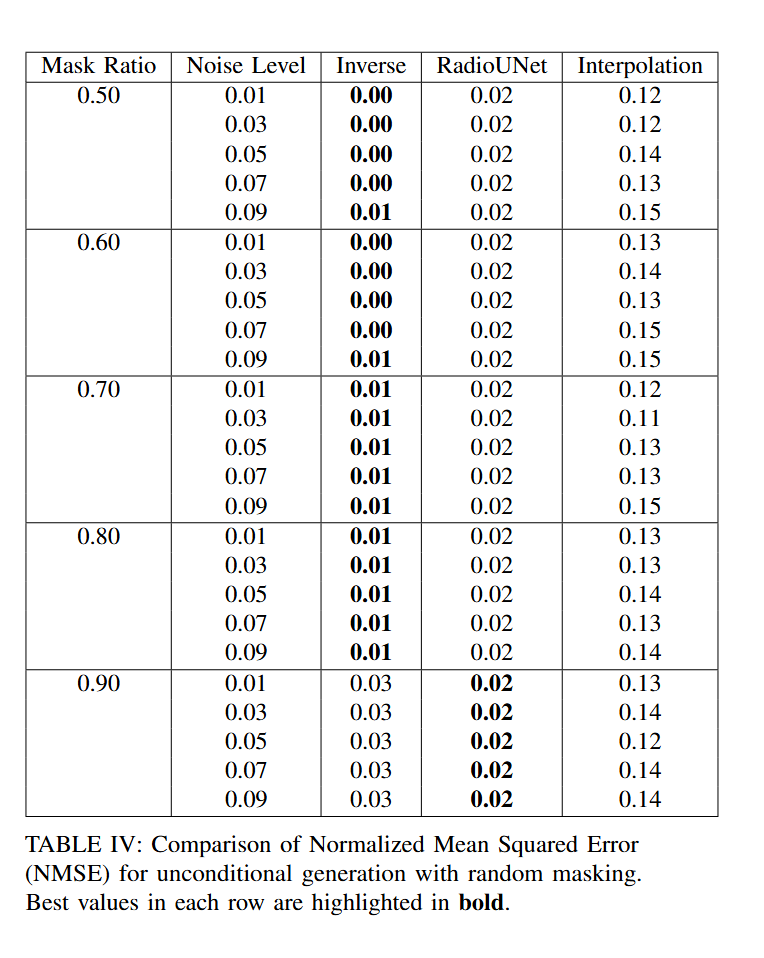 Mask Ratio Noise Level Inverse RadioUNet Interpolation
0.50 0.01 0.00 0.02 0.12
0.03 0.00 0.02 0.12
0.05 0.00 0.02 0.14
0.07 0.00 0.02 0.13
0.09 0.01 0.02 0.15
0.60 0.01 0.00 0.02 0.13
0.03 0.00 0.02 0.14
0.05 0.00 0.02 0.13
0.07 0.00 0.02 0.15
0.09 0.01 0.02 0.15
0.70 0.01 0.01 0.02 0.12
0.03 0.01 0.02 0.11
0.05 0.01 0.02 0.13
0.07 0.01 0.02 0.13
0.09 0.01 0.02 0.15
0.80 0.01 0.01 0.02 0.13
0.03 0.01 0.02 0.13
0.05 0.01 0.02 0.14
0.07 0.01 0.02 0.13
0.09 0.01 0.02 0.14
0.90 0.01 0.03 0.02 0.13
0.03 0.03 0.02 0.14
0.05 0.03 0.02 0.12
0.07 0.03 0.02 0.14
0.09 0.03 0.02 0.14
TABLE IV: Comparison of Normalized Mean Squared Error
(NMSE) for unconditional generation with random masking.
Best values in each row are highlighted in bold.